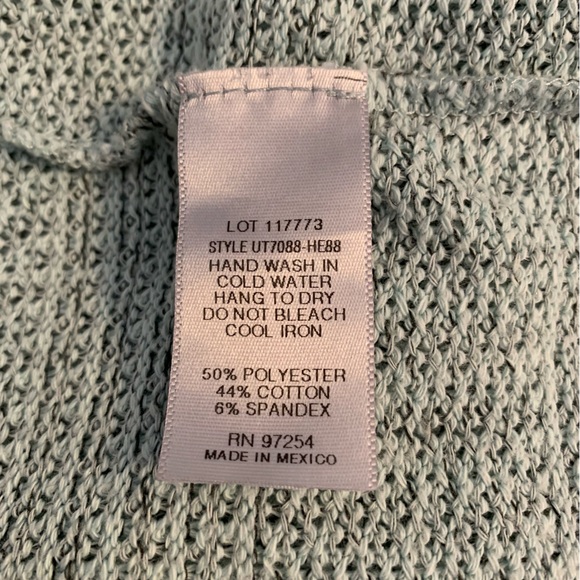 LOT 117773
STYLE UT7088-HE88
HAND WASH IN
COLD WATER
HANG TO DRY
DO NOT BLEACH
COOL IRON
50% POLYESTER
44% COTTON
6% SPANDEX
RN 97254
MADE IN MEXICO